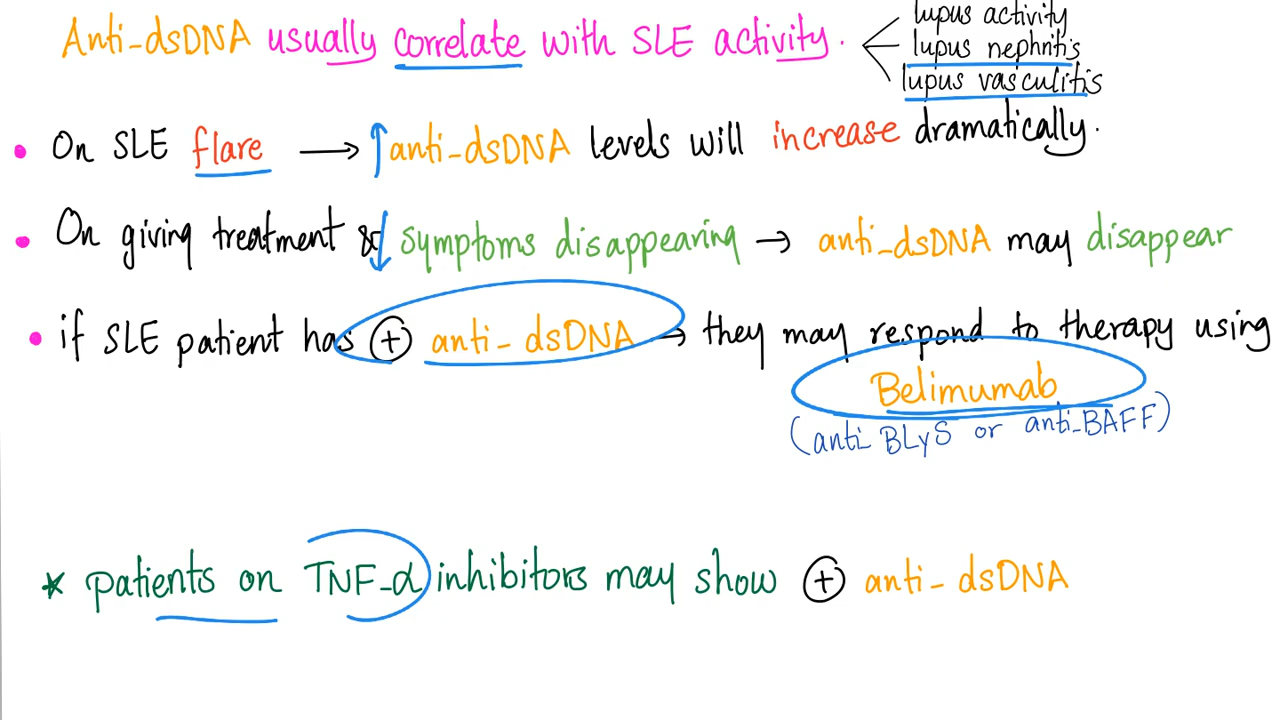 lupus activity
Anti-dsDNA usually correlate with SLE activity. lupus nephritis
lupus vasculitis
• On SLE flare → ↑ anti-dsDNA levels will increase dramatically.
• On giving treatment & ↓ symptoms disappearing → anti-dsDNA may disappear
• if SLE patient has ⊕ anti-dsDNA → they may respond to therapy using
Belimumab
(anti BLyS or anti-BAFF)
* patients on TNF-α inhibitors may show ⊕ anti-dsDNA